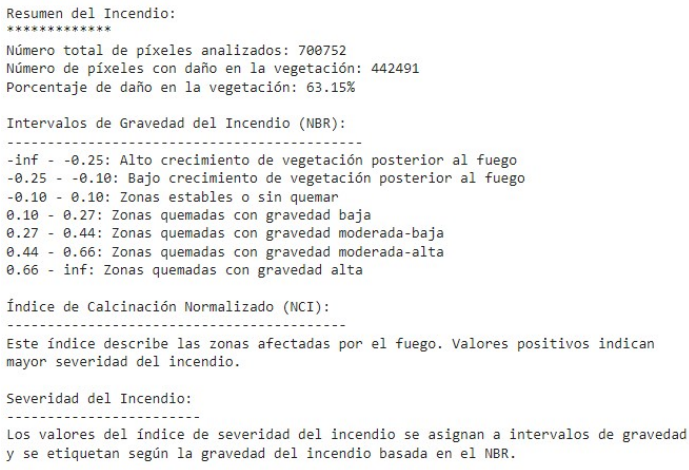 Resumen del Incendio:
*************
Número total de píxeles analizados: 700752
Número de píxeles con daño en la vegetación: 442491
Porcentaje de daño en la vegetación: 63.15%
Intervalos de Gravedad del Incendio (NBR):
--------------------------------------------
-inf - -0.25: Alto crecimiento de vegetación posterior al fuego
-0.25 - -0.10: Bajo crecimiento de vegetación posterior al fuego
-0.10 - 0.10: Zonas estables o sin quemar
0.10 - 0.27: Zonas quemadas con gravedad baja
0.27 - 0.44: Zonas quemadas con gravedad moderada-baja
0.44 - 0.66: Zonas quemadas con gravedad moderada-alta
0.66 - inf: Zonas quemadas con gravedad alta
Índice de Calcinación Normalizado (NCI):
------------------------------------------
Este índice describe las zonas afectadas por el fuego. Valores positivos indican
mayor severidad del incendio.
Severidad del Incendio:
------------------------
Los valores del índice de severidad del incendio se asignan a intervalos de gravedad
y se etiquetan según la gravedad del incendio basada en el NBR.